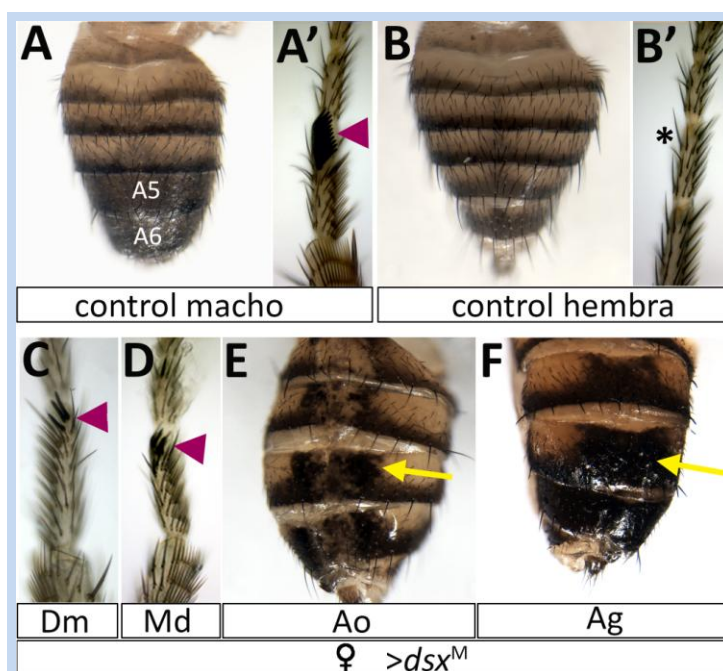 A A’ B B’
*
A5
A6
control macho control hembra
C D E F
Dm Md Ao Ag
♀ >dsxᴹ